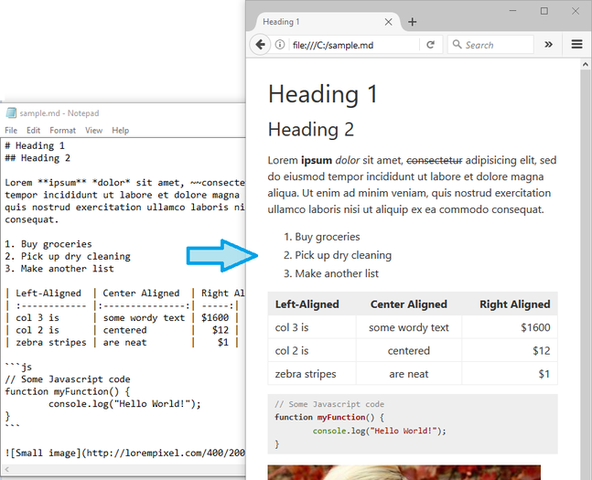 sample.md - Notepad
File Edit Format View Help
# Heading 1
## Heading 2
Lorem **ipsum** *dolor* sit amet, ~~consecte
tempor incididunt ut labore et dolore magna
quis nostrud exercitation ullamco laboris ni
consequat.
1. Buy groceries
2. Pick up dry cleaning
3. Make another list
| Left-Aligned | Center Aligned | Right Al
| :------------ |:---------------:| -----:|
| col 3 is | some wordy text | $1600 |
| col 2 is | centered | $12 |
| zebra stripes | are neat | $1 |
```js
// Some Javascript code
function myFunction() {
console.log("Hello World!");
}
```
![Small image](http://lorempixel.com/400/200
Heading 1
file:///C:/sample.md
Search
Heading 1
Heading 2
Lorem ipsum dolor sit amet, consectetur adipisicing elit, sed
do eiusmod tempor incididunt ut labore et dolore magna
aliqua. Ut enim ad minim veniam, quis nostrud exercitation
ullamco laboris nisi ut aliquip ex ea commodo consequat.
1. Buy groceries
2. Pick up dry cleaning
3. Make another list
Left-Aligned Center Aligned Right Aligned
col 3 is some wordy text $1600
col 2 is centered $12
zebra stripes are neat $1
// Some Javascript code
function myFunction() {
console.log("Hello World!");
}